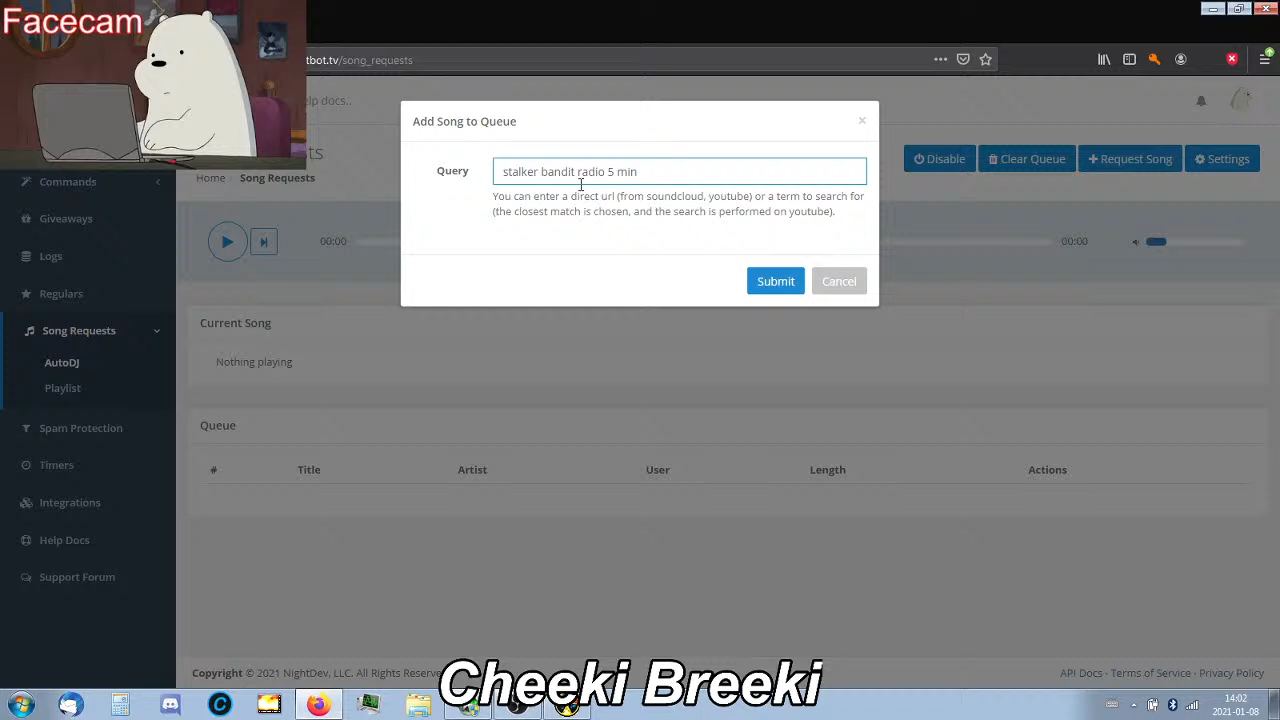 Facecam
tbot.tv/song_requests
lp docs..
ts
Disable
Clear Queue
Request Song
Settings
Home
Song Requests
Commands
Giveaways
Logs
Regulars
Song Requests
AutoDJ
Playlist
Spam Protection
Timers
Integrations
Help Docs
Support Forum
Add Song to Queue
×
Query
stalker bandit radio 5 min
You can enter a direct url (from soundcloud, youtube) or a term to search for
(the closest match is chosen, and the search is performed on youtube).
Submit
Cancel
00:00
00:00
Current Song
Nothing playing
Queue
# Title Artist User Length Actions
Copyright © 2021 NightDev, LLC. All Rights Reserved
API Docs - Terms of Service - Privacy Policy
Cheeki Breeki
14:02
2021-01-08